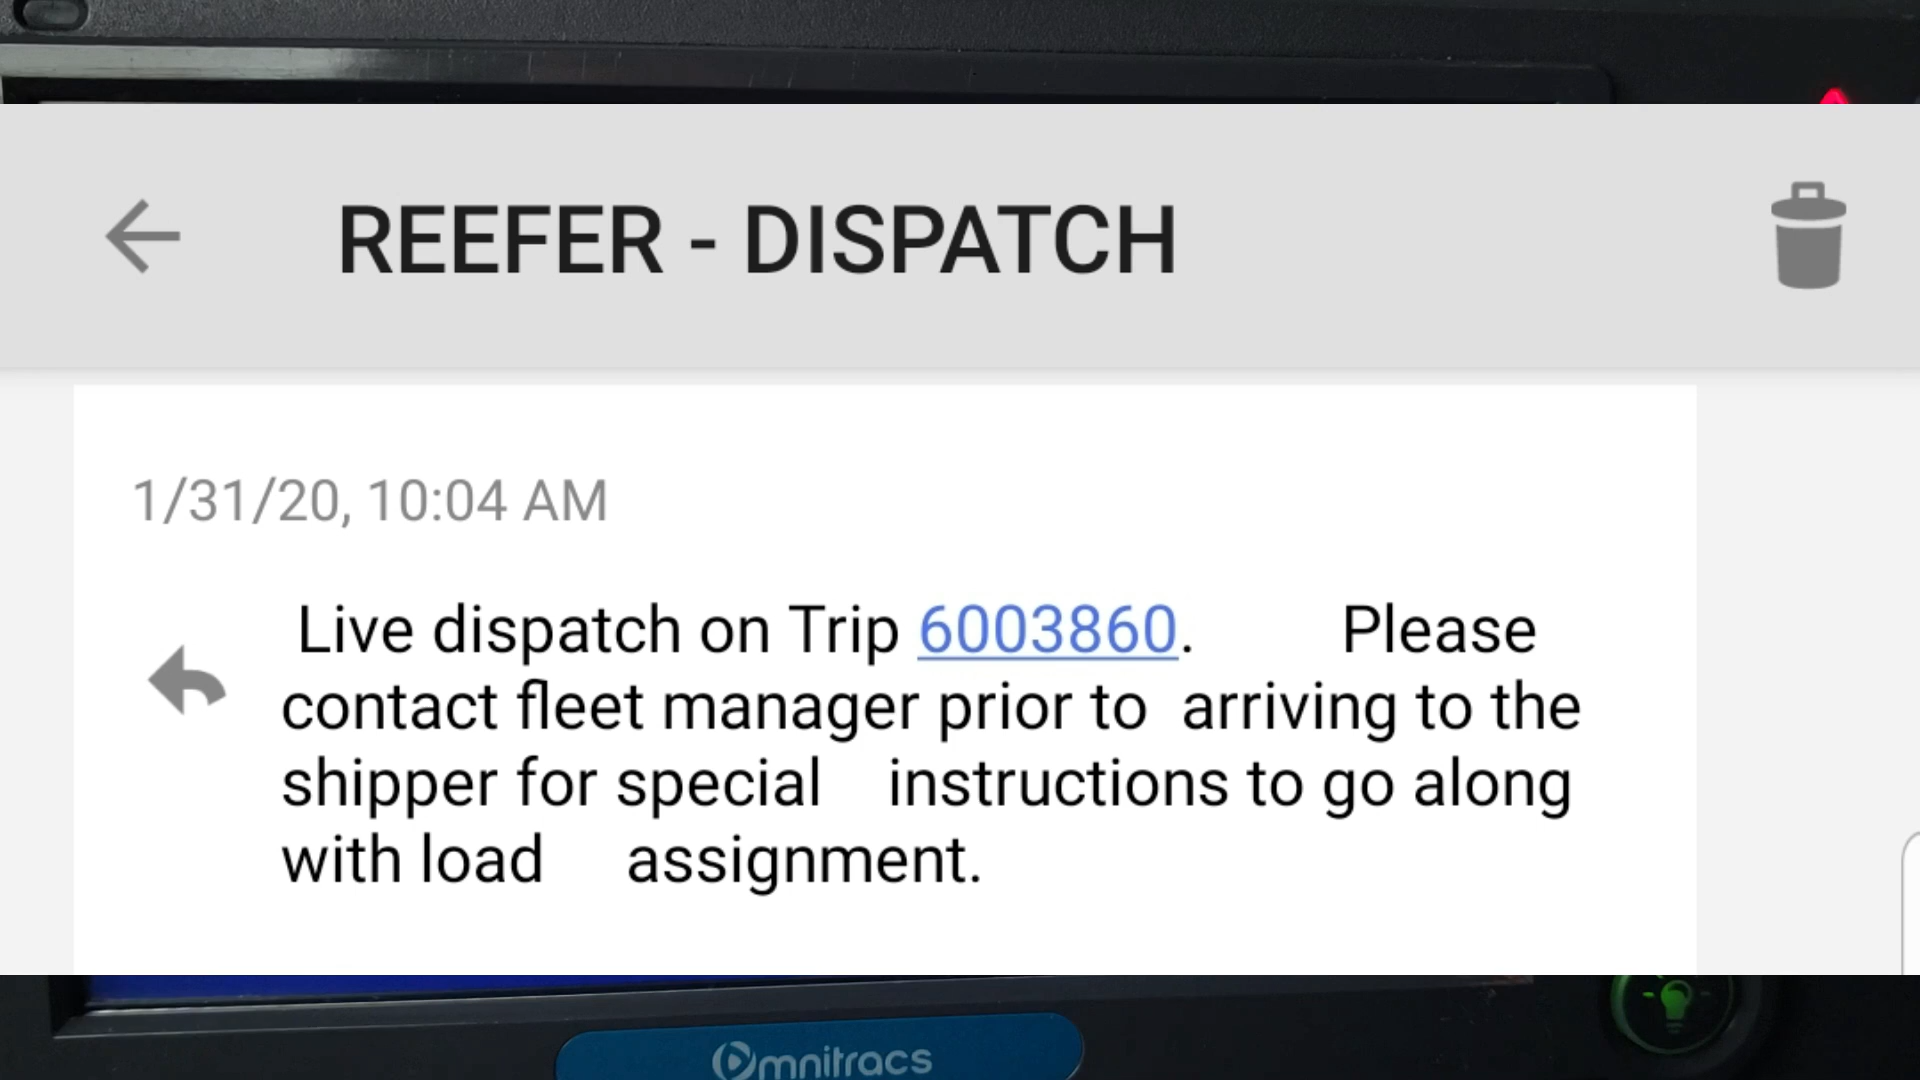 REEFER - DISPATCH
1/31/20, 10:04 AM
Live dispatch on Trip 6003860. Please
contact fleet manager prior to arriving to the
shipper for special instructions to go along
with load assignment.
omnitracs